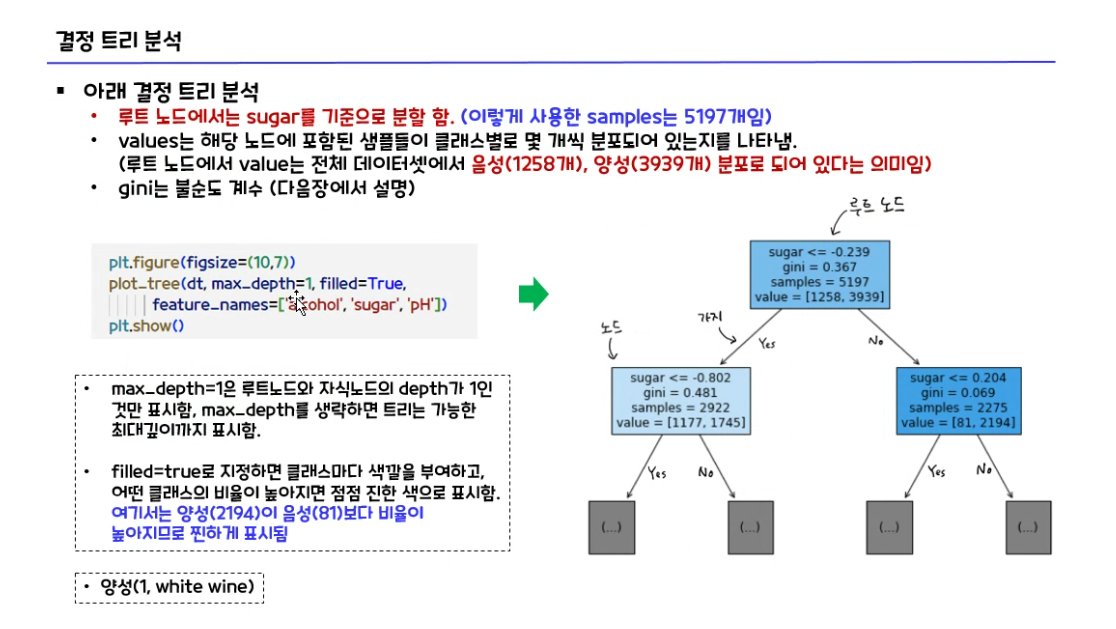 결정 트리 분석
▪ 아래 결정 트리 분석
• 루트 노드에서는 sugar를 기준으로 분할 함. (이렇게 사용한 samples는 5197개임)
• values는 해당 노드에 포함된 샘플들이 클래스별로 몇 개씩 분포되어 있는지를 나타냄.
(루트 노드에서 value는 전체 데이터셋에서 음성(1258개), 양성(3939개) 분포로 되어 있다는 의미임)
• gini는 불순도 계수 (다음장에서 설명)
plt.figure(figsize=(10,7))
plot_tree(dt, max_depth=1, filled=True,
feature_names=['alcohol', 'sugar', 'pH'])
plt.show()
• max_depth=1은 루트노드와 자식노드의 depth가 1인
것만 표시함, max_depth를 생략하면 트리는 가능한
최대깊이까지 표시함.
• filled=true로 지정하면 클래스마다 색깔을 부여하고,
어떤 클래스의 비율이 높아지면 점점 진한 색으로 표시함.
여기서는 양성(2194)이 음성(81)보다 비율이
높아지므로 찐하게 표시됨
• 양성(1, white wine)
루트 노드
sugar <= -0.239
gini = 0.367
samples = 5197
value = [1258, 3939]
노드
가지
Yes
No
sugar <= -0.802
gini = 0.481
samples = 2922
value = [1177, 1745]
sugar <= 0.204
gini = 0.069
samples = 2275
value = [81, 2194]
Yes
No
Yes
No
(...)
(...)
(...)
(...)